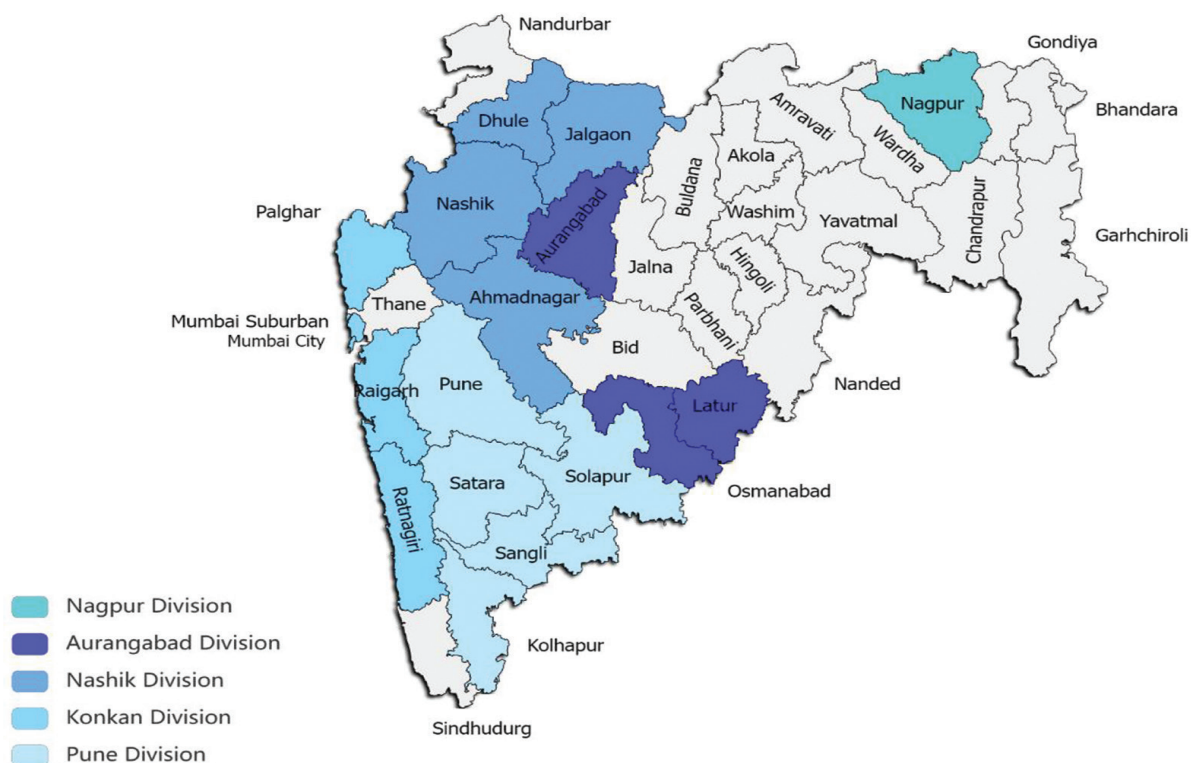 Nandurbar
Gondiya
Dhule
Jalgaon
Amravati
Nagpur
Bhandara
Akola
Wardha
Buldana
Nashik
Aurangabad
Palghar
Washim
Yavatmal
Chandrapur
Garhchiroli
Jalna
Hingoli
Thane
Ahmadnagar
Parbhani
Mumbai Suburban
Mumbai City
Bid
Raigarh
Pune
Nanded
Latur
Satara
Solapur
Osmanabad
Ratnagiri
Sangli
Kolhapur
Sindhudurg
Nagpur Division
Aurangabad Division
Nashik Division
Konkan Division
Pune Division